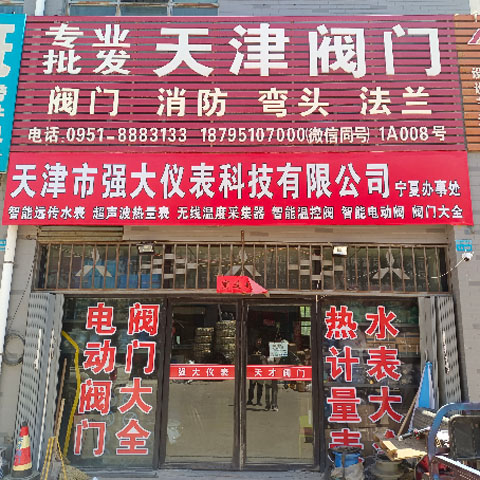 专业
批发
天津阀门
阀门 消防 弯头 法兰
电话:0951-8883133 18795107000(微信同号) 1A008号
天津市强大仪表科技有限公司 宁夏办事处
智能远传水表 超声波热量表 无线温度采集器 智能温控阀 智能电动阀 阀门大全
阀门大全
电动阀门
强大仪表
天才阀门
水表大
热计量表